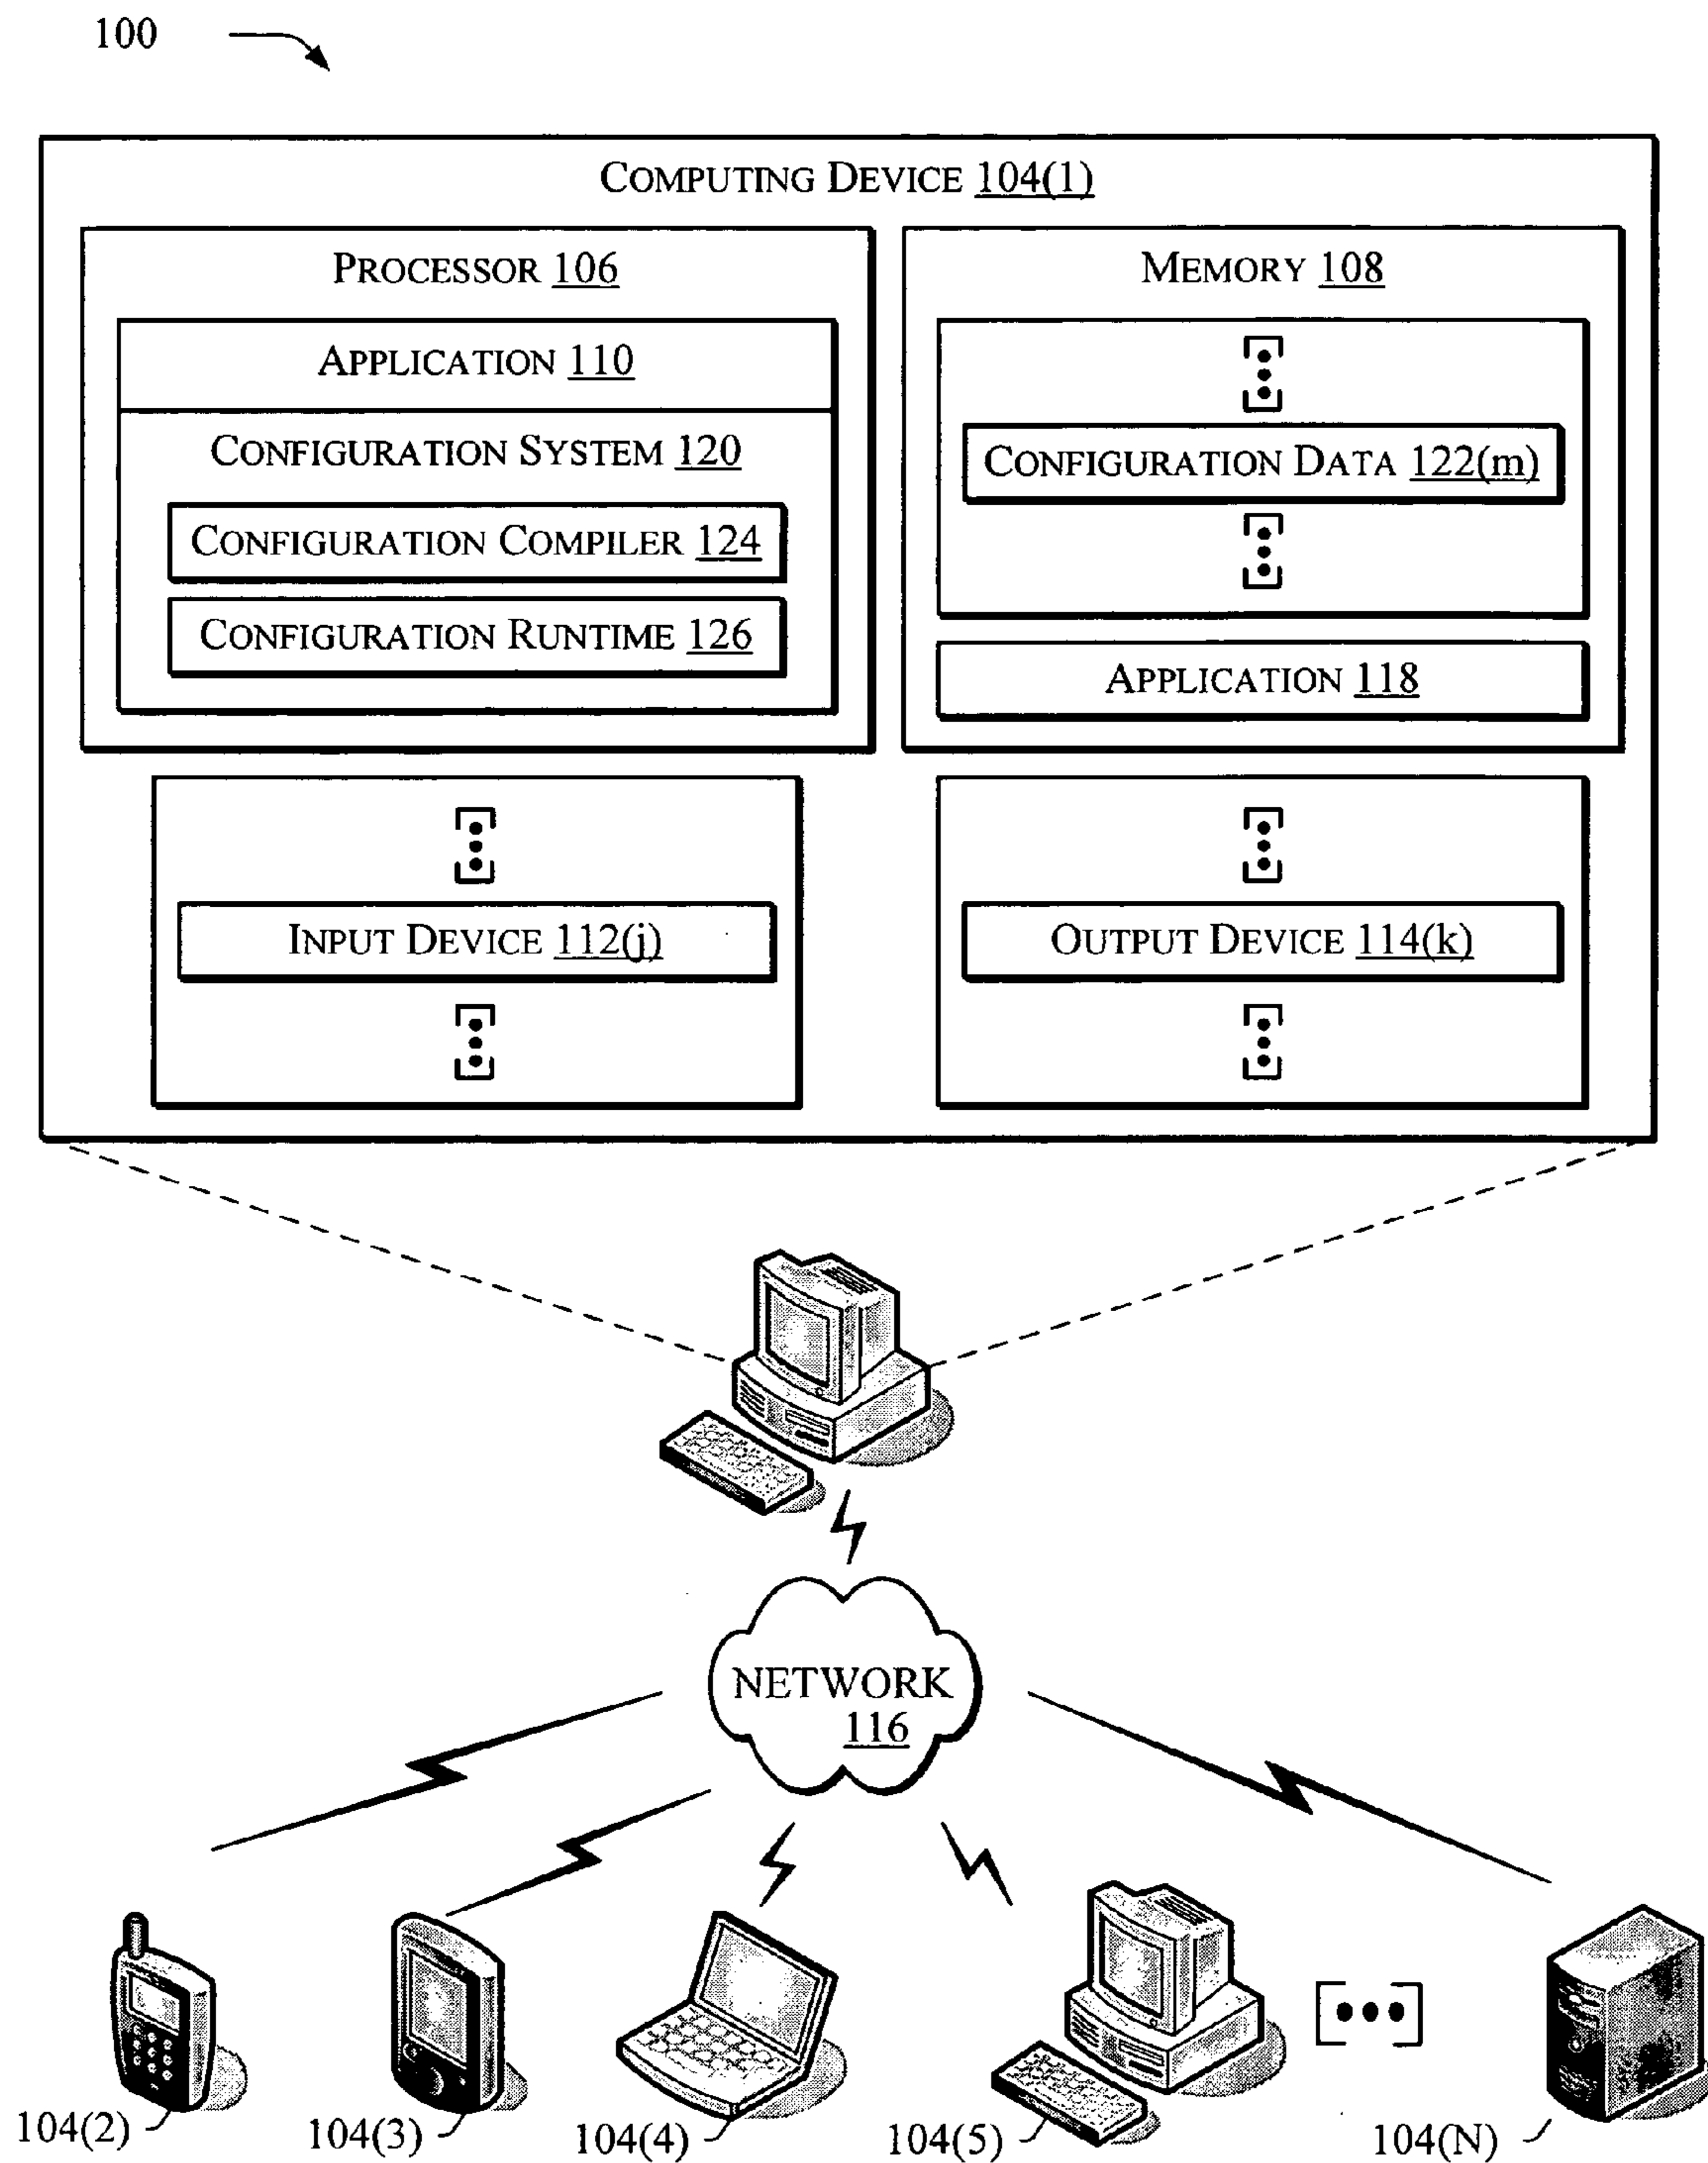 100
COMPUTING DEVICE 104(1)
PROCESSOR 106
APPLICATION 110
CONFIGURATION SYSTEM 120
CONFIGURATION COMPILER 124
CONFIGURATION RUNTIME 126
MEMORY 108
CONFIGURATION DATA 122(m)
APPLICATION 118
INPUT DEVICE 112(j)
OUTPUT DEVICE 114(k)
NETWORK
116
104(2)
104(3)
104(4)
104(5)
104(N)